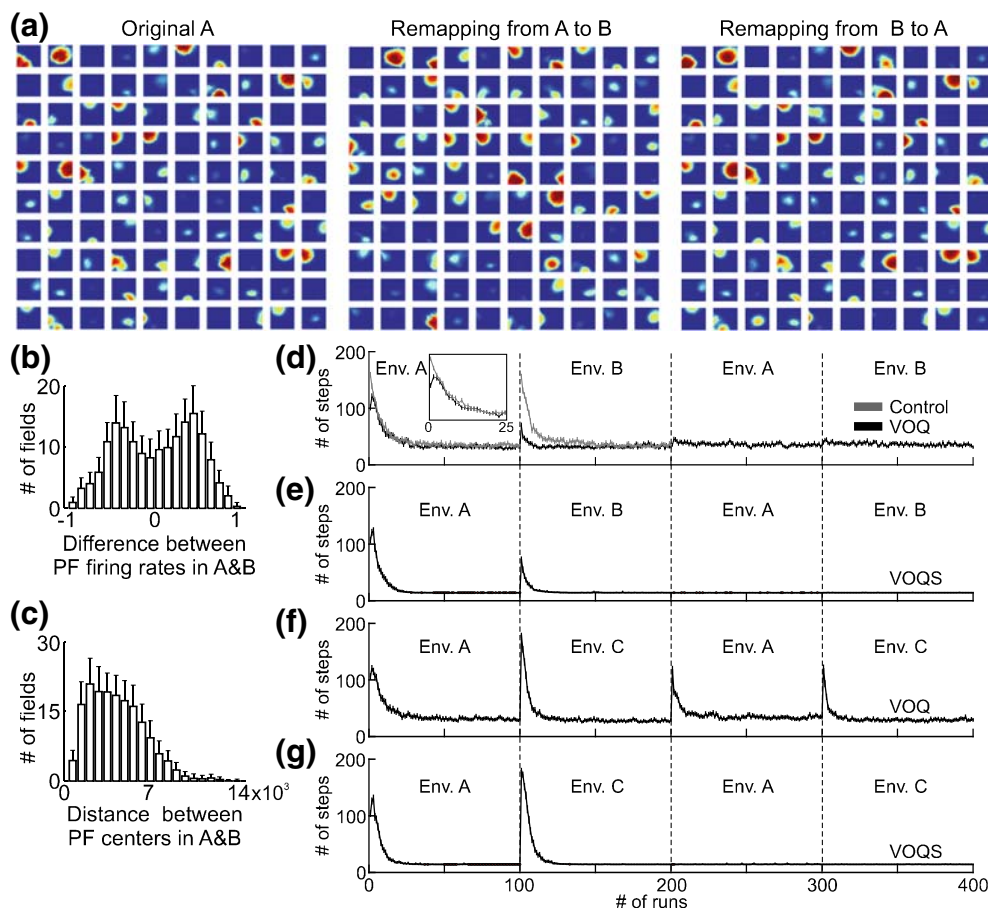 (a)
Original A
Remapping from A to B
Remapping from B to A
(b)
20
10
0
# of fields
-1 0 1
Difference between
PF firing rates in A&B
(c)
30
15
0
# of fields
0 7 14x10³
Distance between
PF centers in A&B
(d)
200
100
0
# of steps
Env. A
0 25
Env. B
Env. A
Env. B
Control
VOQ
(e)
200
100
0
# of steps
Env. A
Env. B
Env. A
Env. B
VOQS
(f)
200
100
0
# of steps
Env. A
Env. C
Env. A
Env. C
VOQ
(g)
200
100
0
# of steps
Env. A
Env. C
Env. A
Env. C
VOQS
0 100 200 300 400
# of runs